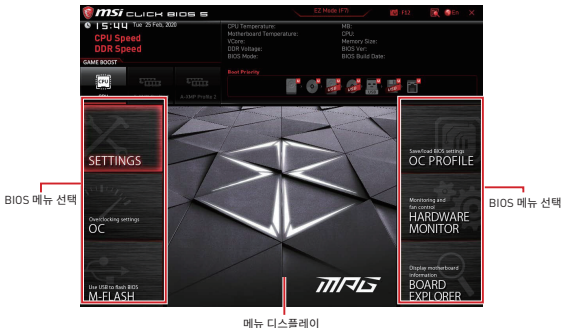 msi CLICK BIOS 5
EZ Mode (F7)
F12
En
15:44 Tue 25 Feb, 2020
CPU Speed
DDR Speed
GAME BOOST
CPU
A-XMP Profile 2
CPU Temperature:
Motherboard Temperature:
VCore:
DDR Voltage:
BIOS Mode:
MB:
CPU:
Memory Size:
BIOS Ver:
BIOS Build Date:
Boot Priority
USB
USB
SETTINGS
Overclocking settings
OC
Use USB to flash BIOS
M-FLASH
MPG
Save/load BIOS settings
OC PROFILE
Monitoring and
fan control
HARDWARE
MONITOR
Display motherboard
information
BOARD
EXPLORER
BIOS 메뉴 선택
BIOS 메뉴 선택
메뉴 디스플레이